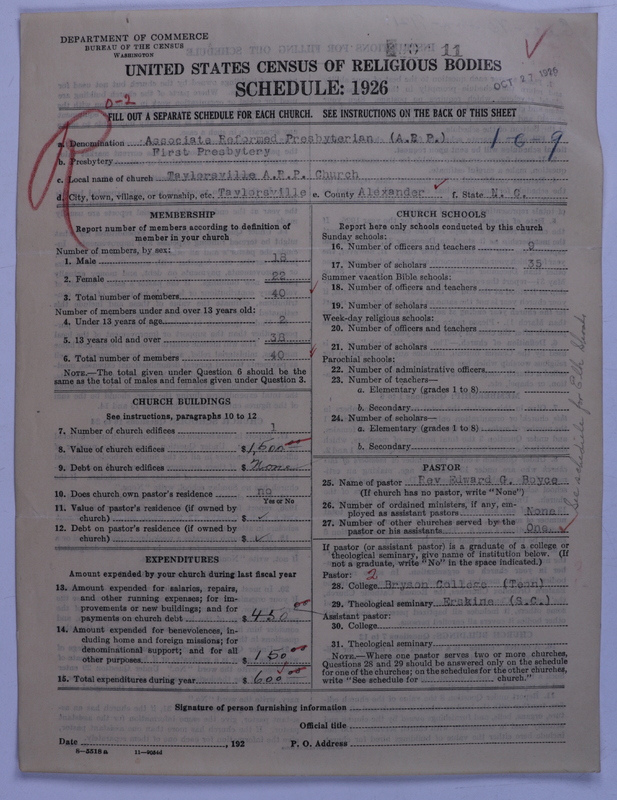 DEPARTMENT OF COMMERCE
BUREAU OF THE CENSUS
WASHINGTON
11
OCT 27 1926
UNITED STATES CENSUS OF RELIGIOUS BODIES
SCHEDULE: 1926
0-2
FILL OUT A SEPARATE SCHEDULE FOR EACH CHURCH. SEE INSTRUCTIONS ON THE BACK OF THIS SHEET
R
a. Denomination Associate Reformed Presbyterian (A.R.P.)
109
b. Presbytery First Presbytery
c. Local name of church Taylorsville A.R.P. Church
d. City, town, village, or township, etc. Taylorsville e. County Alexander f. State N. C.
MEMBERSHIP
Report number of members according to definition of
member in your church
Number of members, by sex:
1. Male 18
2. Female 22
3. Total number of members 40
Number of members under and over 13 years old:
4. Under 13 years of age 2
5. 13 years old and over 38
6. Total number of members 40
NOTE.—The total given under Question 6 should be
same as the total of males and females given under Question 3.
CHURCH BUILDINGS
See instructions, paragraphs 10 to 12
7. Number of church edifices 1
8. Value of church edifices $1,600.00
9. Debt on church edifices $ None
10. Does church own pastor's residence no
Yes or No
11. Value of pastor's residence (if owned by
church) $
12. Debt on pastor's residence (if owned by
church) $
EXPENDITURES
Amount expended by your church during last fiscal year
13. Amount expended for salaries, repairs,
and other running expenses; for im-
provements or new buildings; and for
payments on church debt $ 450 00
14. Amount expended for benevolences, in-
cluding home and foreign missions; for
denominational support; and for all
other purposes 150 00
15. Total expenditures during year $ 600 00
CHURCH SCHOOLS
Report here only schools conducted by this church
Sunday schools:
16. Number of officers and teachers 9
17. Number of scholars 35
Summer vacation Bible schools:
18. Number of officers and teachers
19. Number of scholars
Week-day religious schools:
20. Number of officers and teachers
21. Number of scholars
Parochial schools:
22. Number of administrative officers
23. Number of teachers—
a. Elementary (grades 1 to 8)
b. Secondary
24. Number of scholars—
a. Elementary (grades 1 to 8)
b. Secondary
See schedule for
PASTOR
25. Name of pastor Rev Edward G. Boyce
(If church has no pastor, write "None")
26. Number of ordained ministers, if any, em-
ployed as assistant pastors None
27. Number of other churches served by the
pastor or his assistants One
If pastor (or assistant pastor) is a graduate of a college or
theological seminary, give name of institution below. (If
not a graduate, write "No" in the space indicated.)
Pastor: 2
28. College Bryson College (Tenn)
29. Theological seminary Erskine (S.C.)
Assistant pastor:
30. College
31. Theological seminary
NOTE.—Where one pastor serves two or more churches,
Questions 28 and 29 should be answered only on the schedule
for one of the churches; on the schedules for the other churches,
write "See schedule for church."
Signature of person furnishing information
Official title
Date , 192 P. O. Address
8—5518 a